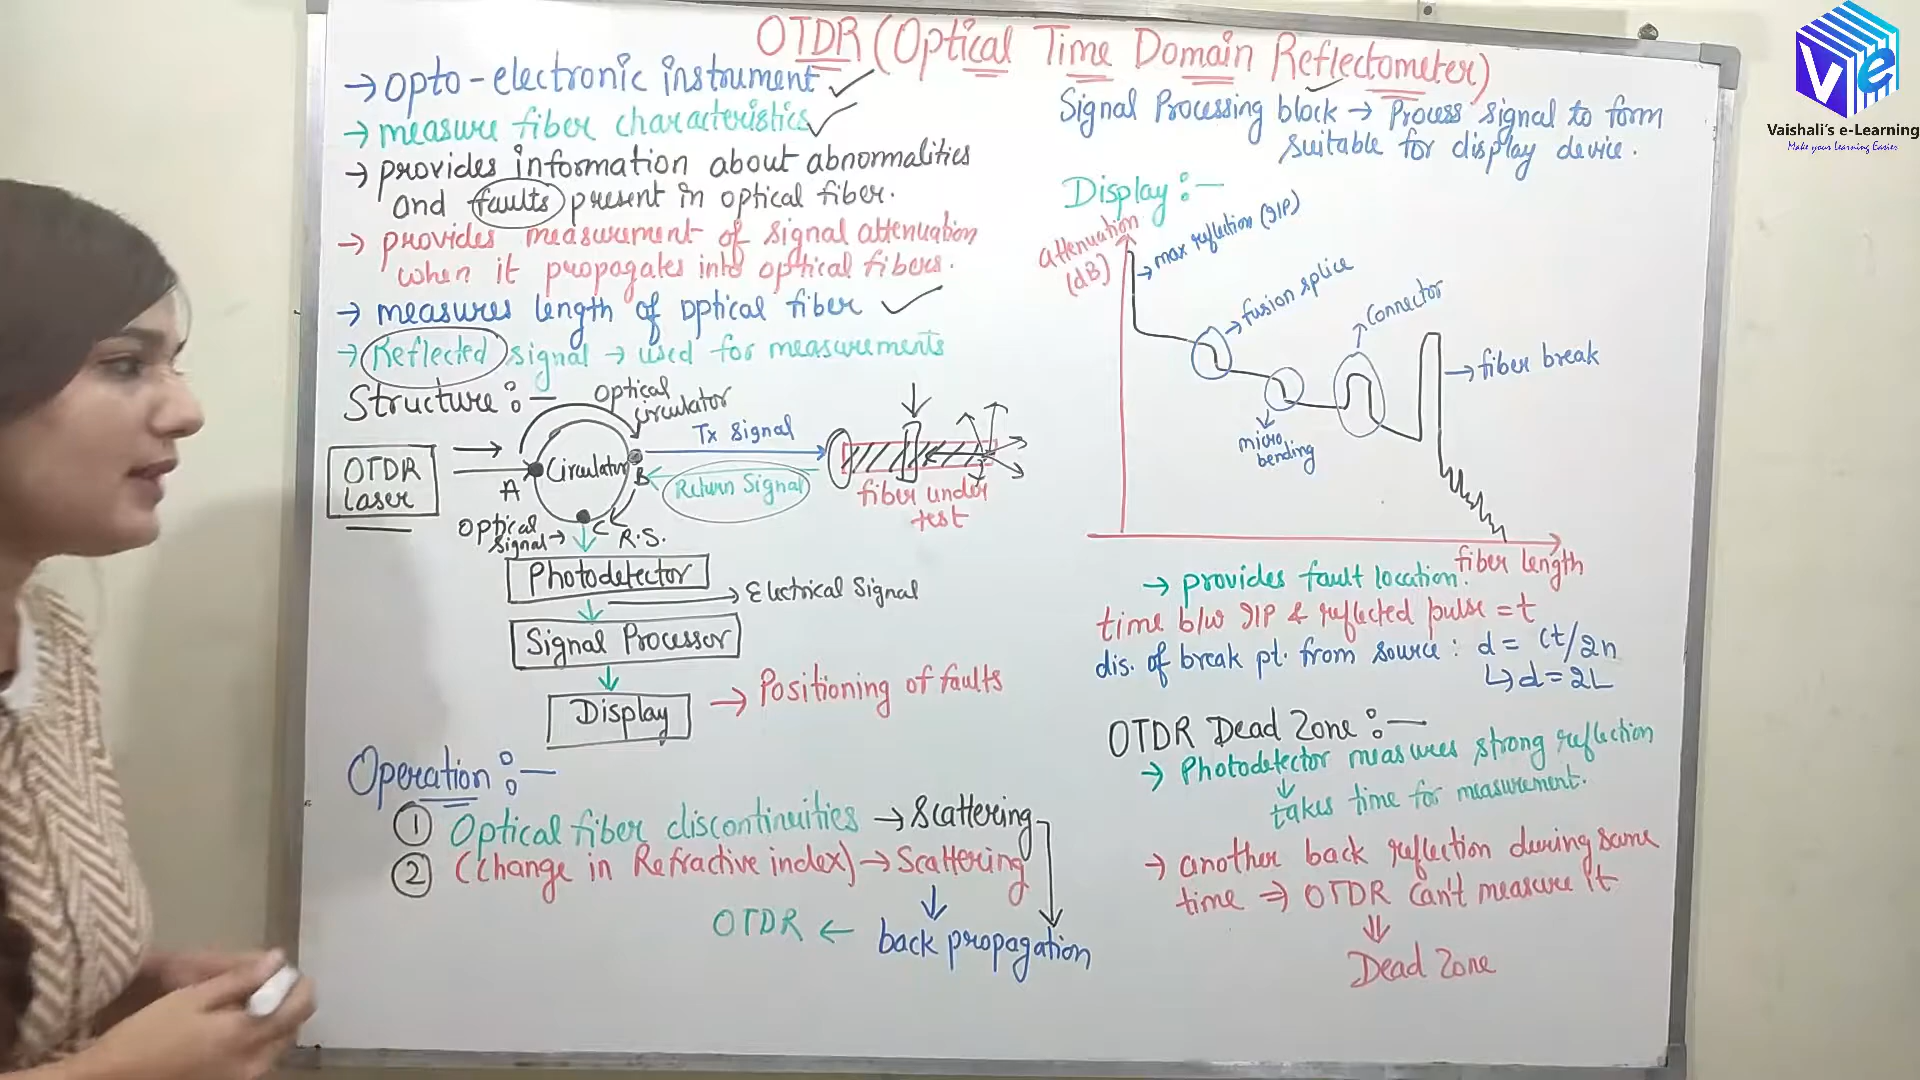 OTDR (Optical Time Domain Reflectometer)
→ opto-electronic instrument
→ measure fiber characteristics
→ provides information about abnormalities
and faults present in optical fiber.
→ provides measurement of signal attenuation
when it propagates into optical fibers.
→ measures length of optical fiber
→ Reflected signal → used for measurements
Structure :-
Optical
circulator
OTDR
laser
A
Circulator
B
C
Tx Signal
Return Signal
fiber under
test
Optical
signal →
R.S.
Photodetector
→ Electrical Signal
Signal Processor
Display
→ Positioning of faults
Operation :-
① Optical fiber discontinuities → Scattering
② (Change in Refractive index) → Scattering
OTDR ← back propagation
Signal Processing block → Process signal to form
suitable for display device.
Display :-
attenuation
(dB)
→ max reflection (I/P)
→ fusion splice
micro
bending
Connector
→ fiber break
fiber length
→ provides fault location.
time b/w I/P & reflected pulse = t
dis. of break pt. from source : d = ct/2n
↳ d = 2L
OTDR Dead Zone :-
→ Photodetector measures strong reflection
↓
takes time for measurement.
→ another back reflection during same
time ⇒ OTDR can't measure it
⇓
Dead Zone
Ve
Vaishali's e-Learning
Make your Learning Easier